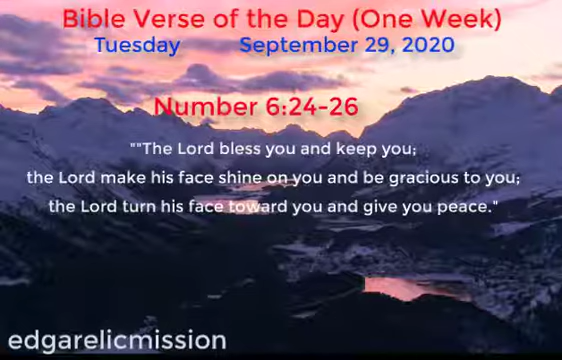 Bible Verse of the Day (One Week)
Tuesday September 29, 2020
Number 6:24-26
""The Lord bless you and keep you;
the Lord make his face shine on you and be gracious to you;
the Lord turn his face toward you and give you peace."
edgarelicmission